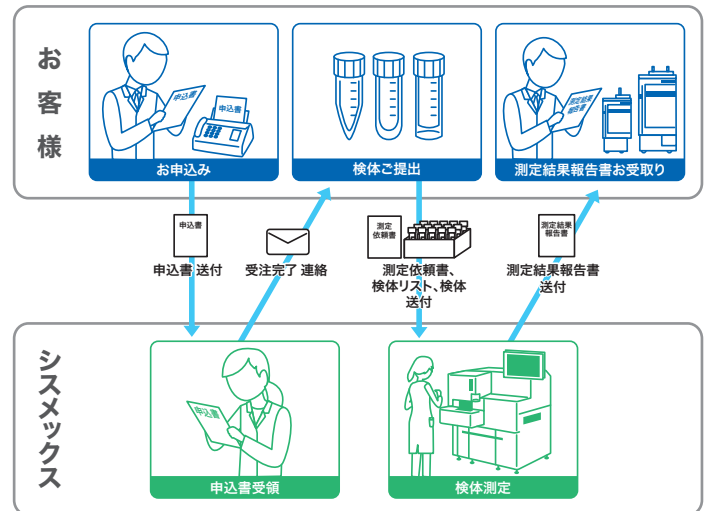 お客様
申込書
申込書
お申込み
検体ご提出
測定結果
報告書
測定結果報告書お受取り
申込書
申込書 送付
受注完了 連絡
測定
依頼書
測定依頼書、
検体リスト、検体
送付
測定結果
報告書
測定結果報告書
送付
シスメックス
申込書
申込書受領
検体測定